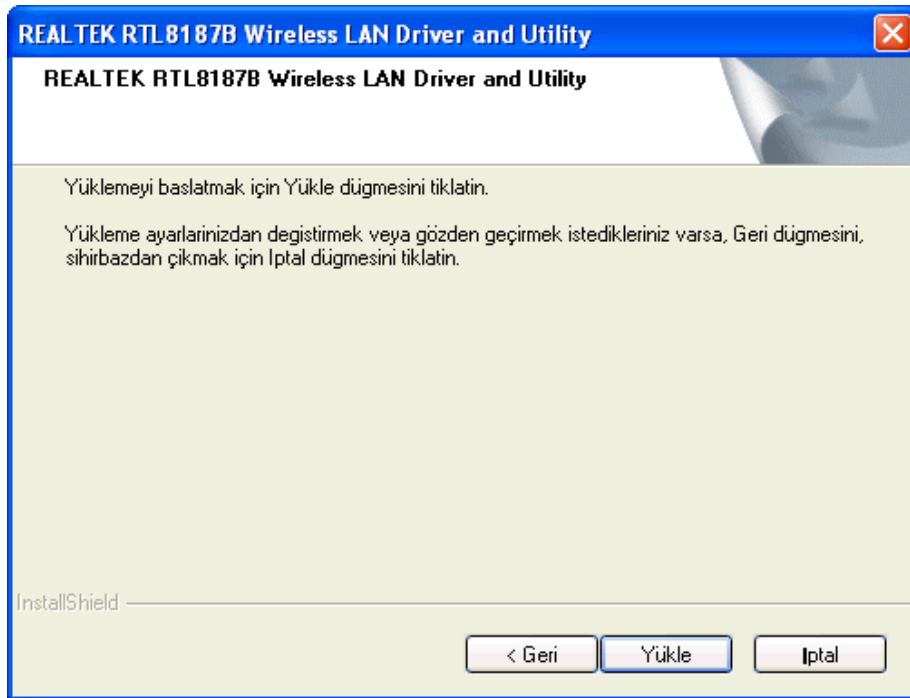 REALTEK RTL8187B Wireless LAN Driver and Utility
REALTEK RTL8187B Wireless LAN Driver and Utility
Yüklemeyi baslatmak için Yükle dügmesini tiklatin.
Yükleme ayarlarinizdan degistirmek veya gözden geçirmek istedikleriniz varsa, Geri dügmesini,
sihirbazdan çikmak için Iptal dügmesini tiklatin.
InstallShield
< Geri
Yükle
Iptal